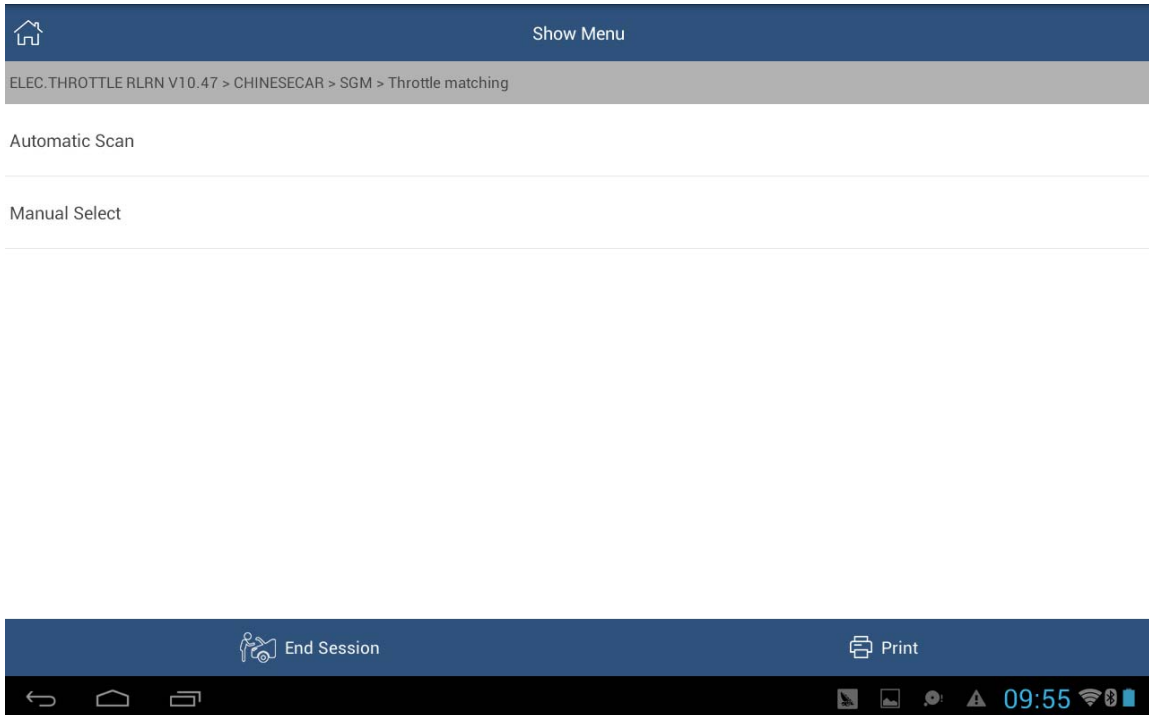 Show Menu
ELEC.THROTTLE RLRN V10.47 > CHINESECAR > SGM > Throttle matching
Automatic Scan
Manual Select
End Session
Print
09:55